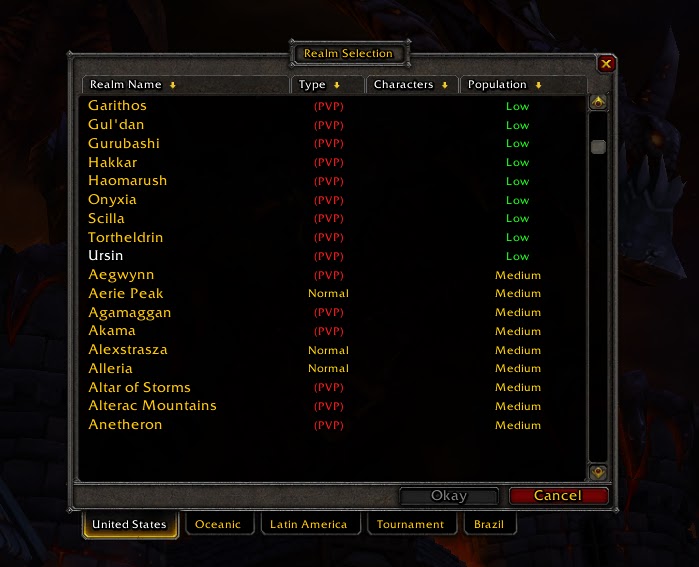 Realm Selection
Realm Name Type Characters Population
Garithos (PVP) Low
Gul'dan (PVP) Low
Gurubashi (PVP) Low
Hakkar (PVP) Low
Haomarush (PVP) Low
Onyxia (PVP) Low
Scilla (PVP) Low
Tortheldrin (PVP) Low
Ursin (PVP) Low
Aegwynn (PVP) Medium
Aerie Peak Normal Medium
Agamaggan (PVP) Medium
Akama (PVP) Medium
Alexstrasza Normal Medium
Alleria Normal Medium
Altar of Storms (PVP) Medium
Alterac Mountains (PVP) Medium
Anetheron (PVP) Medium
Okay Cancel
United States Oceanic Latin America Tournament Brazil